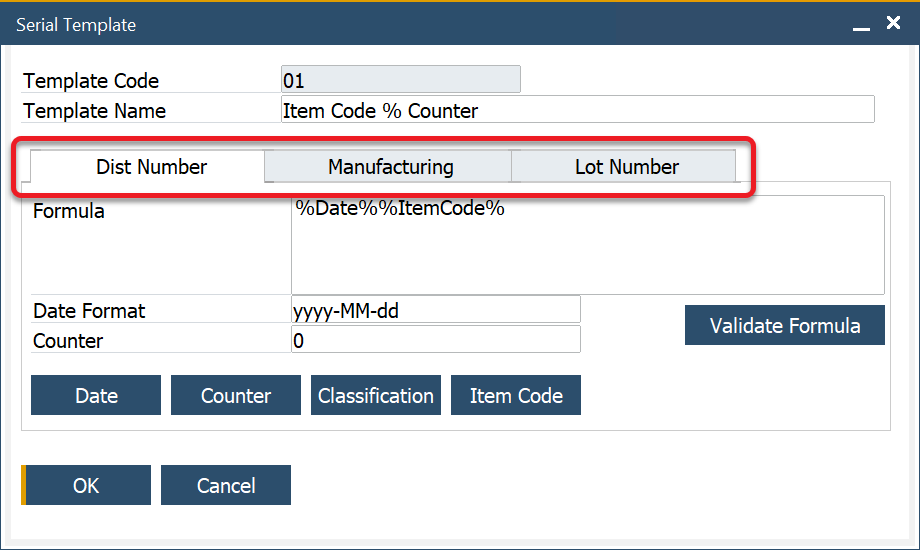 Serial Template
Template Code 01
Template Name Item Code % Counter
Dist Number Manufacturing Lot Number
Formula %Date%%ItemCode%
Date Format yyyy-MM-dd
Validate Formula
Counter 0
Date Counter Classification Item Code
OK Cancel